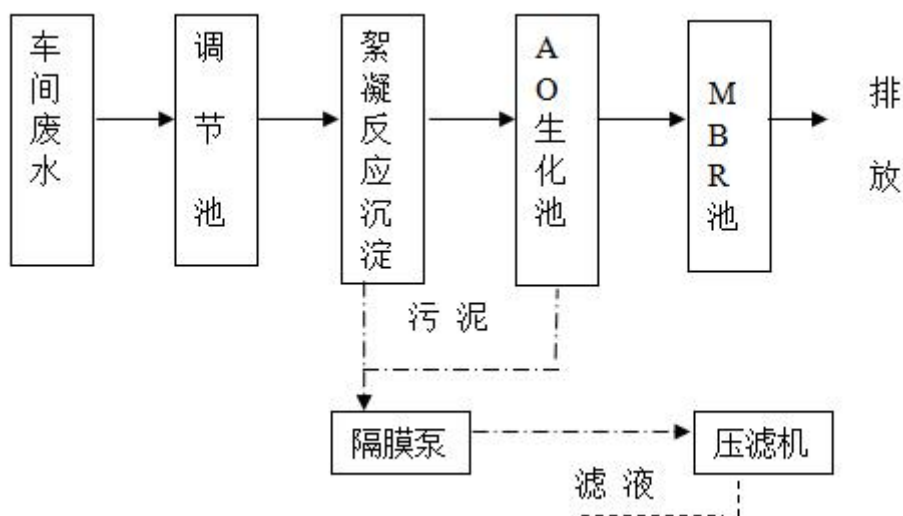 车间废水
调节池
絮凝反应沉淀
AO生化池
MBR池
排放
污泥
隔膜泵
压滤机
滤液